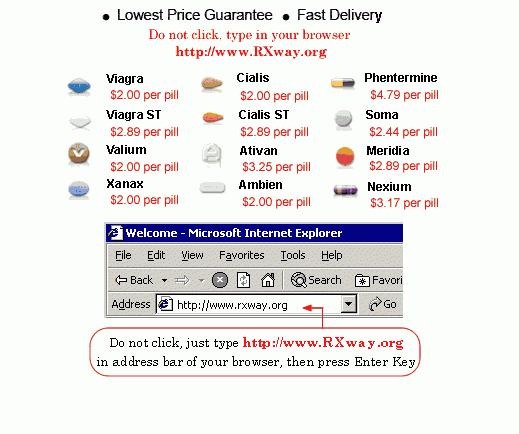 • Lowest Price Guarantee • Fast Delivery
Do not click, type in your browser
http://www.RXway.org
Viagra Cialis Phentermine
$2.00 per pill $2.00 per pill $4.79 per pill
Viagra ST Cialis ST Soma
$2.89 per pill $2.89 per pill $2.44 per pill
Valium Ativan Meridia
$2.00 per pill $3.25 per pill $2.89 per pill
Xanax Ambien Nexium
$2.00 per pill $2.00 per pill $3.17 per pill
Welcome - Microsoft Internet Explorer
File Edit View Favorites Tools Help
Back Search Favori
Address http://www.rxway.org Go
Do not click, just type http://www.RXway.org
in address bar of your browser, then press Enter Key